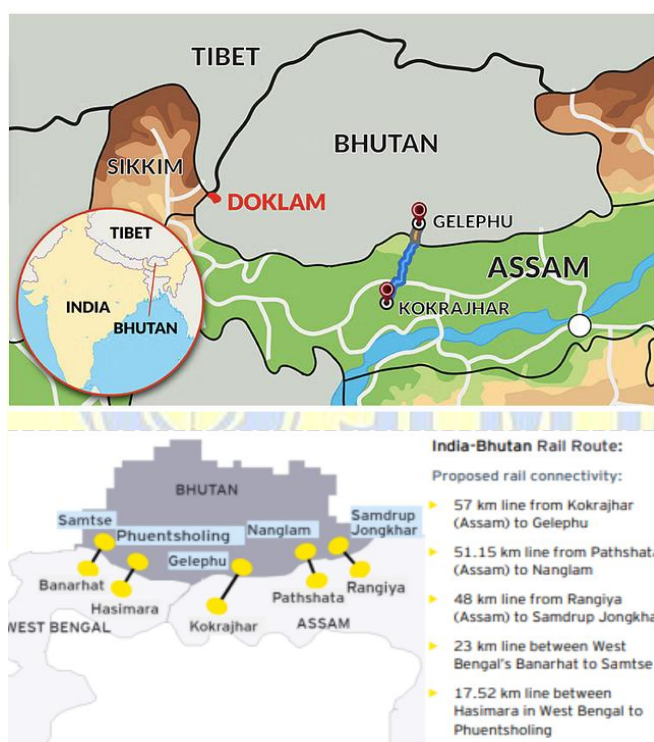 TIBET
BHUTAN
SIKKIM
DOKLAM
GELEPHU
TIBET
ASSAM
INDIA
KOKRAJHAR
BHUTAN
India-Bhutan Rail Route:
Proposed rail connectivity:
57 km line from Kokrajhar
(Assam) to Gelephu
51.15 km line from Pathshata
(Assam) to Nanglam
48 km line from Rangiya
(Assam) to Samdrup Jongkha
23 km line between West
Bengal's Banarhat to Samtse
17.52 km line between
Hasimara in West Bengal to
Phuentsholing
BHUTAN
Samtse
Phuentsholing
Nanglam
Samdrup
Jongkhar
Gelephu
Banarhat
Hasimara
Pathshata
Rangiya
WEST BENGAL
Kokrajhar
ASSAM